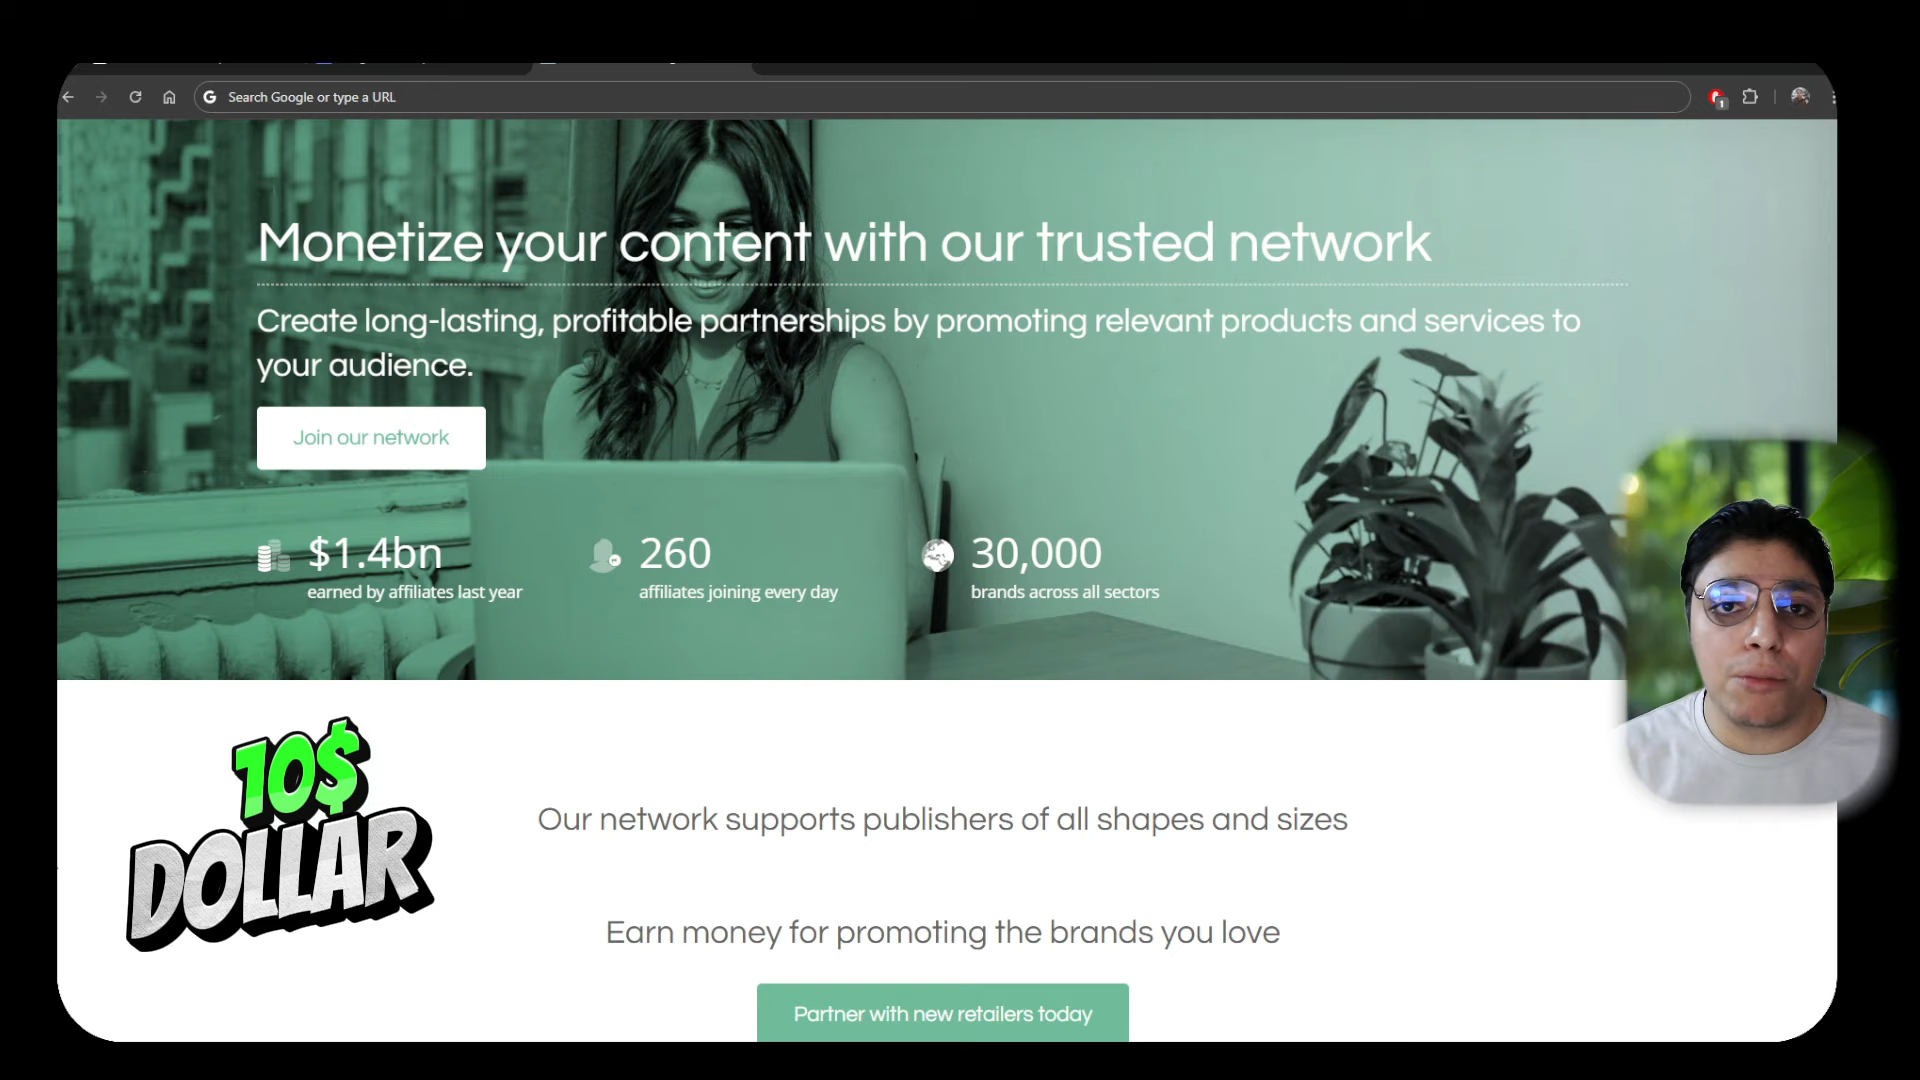 Search Google or type a URL
1
Monetize your content with our trusted network
Create long-lasting, profitable partnerships by promoting relevant products and services to
your audience.
Join our network
$1.4bn
earned by affiliates last year
260
affiliates joining every day
30,000
brands across all sectors
10$
DOLLAR
Our network supports publishers of all shapes and sizes
Earn money for promoting the brands you love
Partner with new retailers today